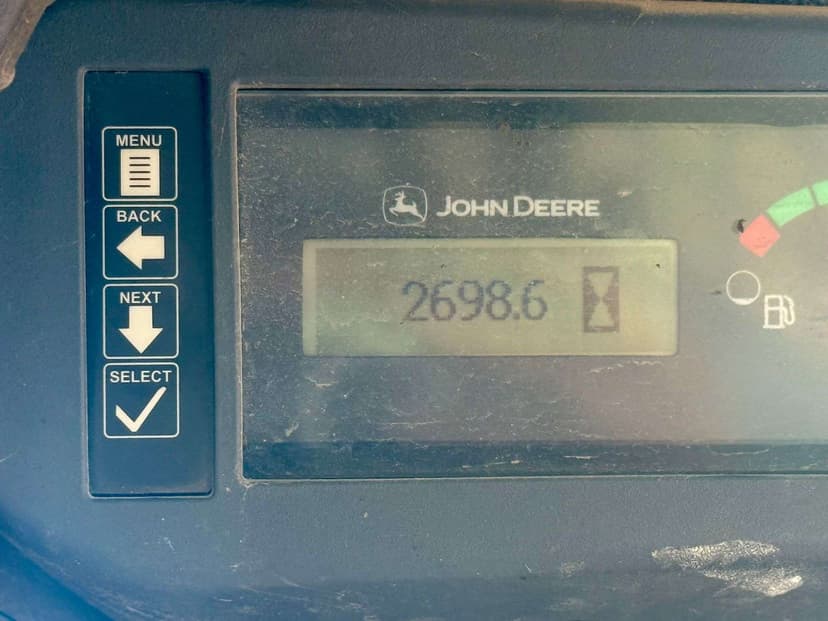 MENU
BACK
NEXT
SELECT
JOHN DEERE
2698.6